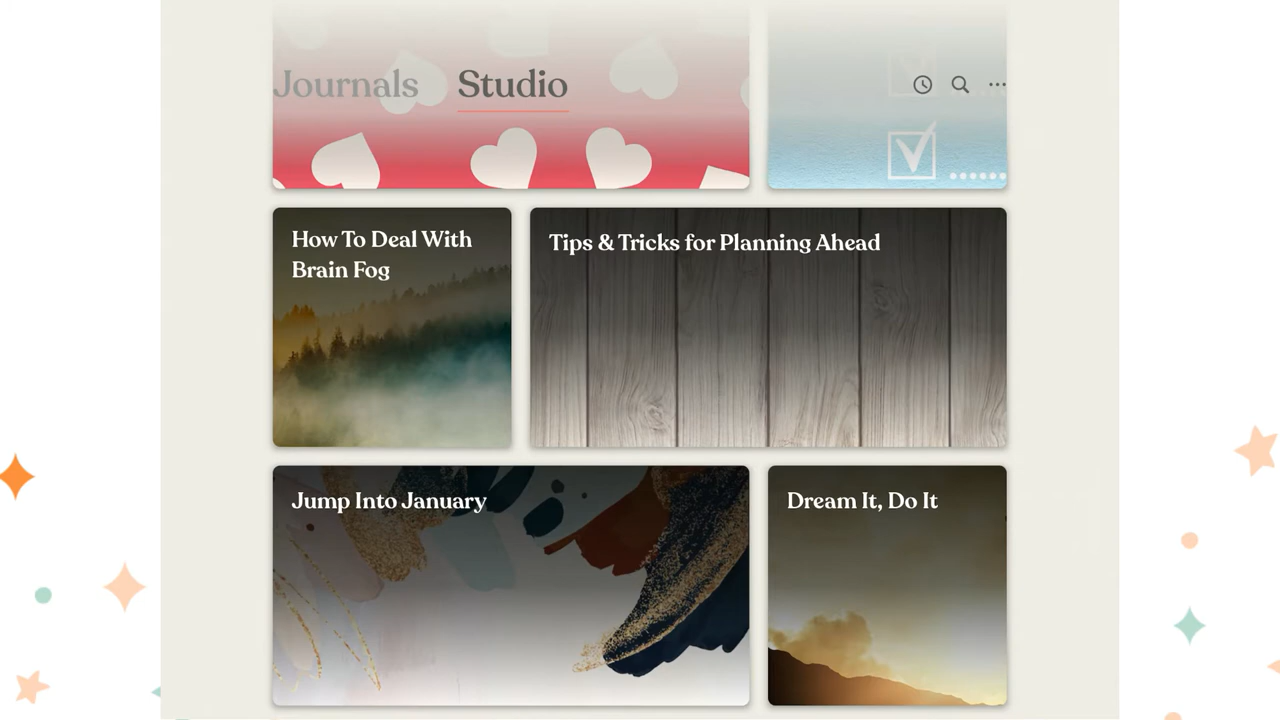 Journals Studio
How To Deal With
Brain Fog
Tips & Tricks for Planning Ahead
Jump Into January
Dream It, Do It